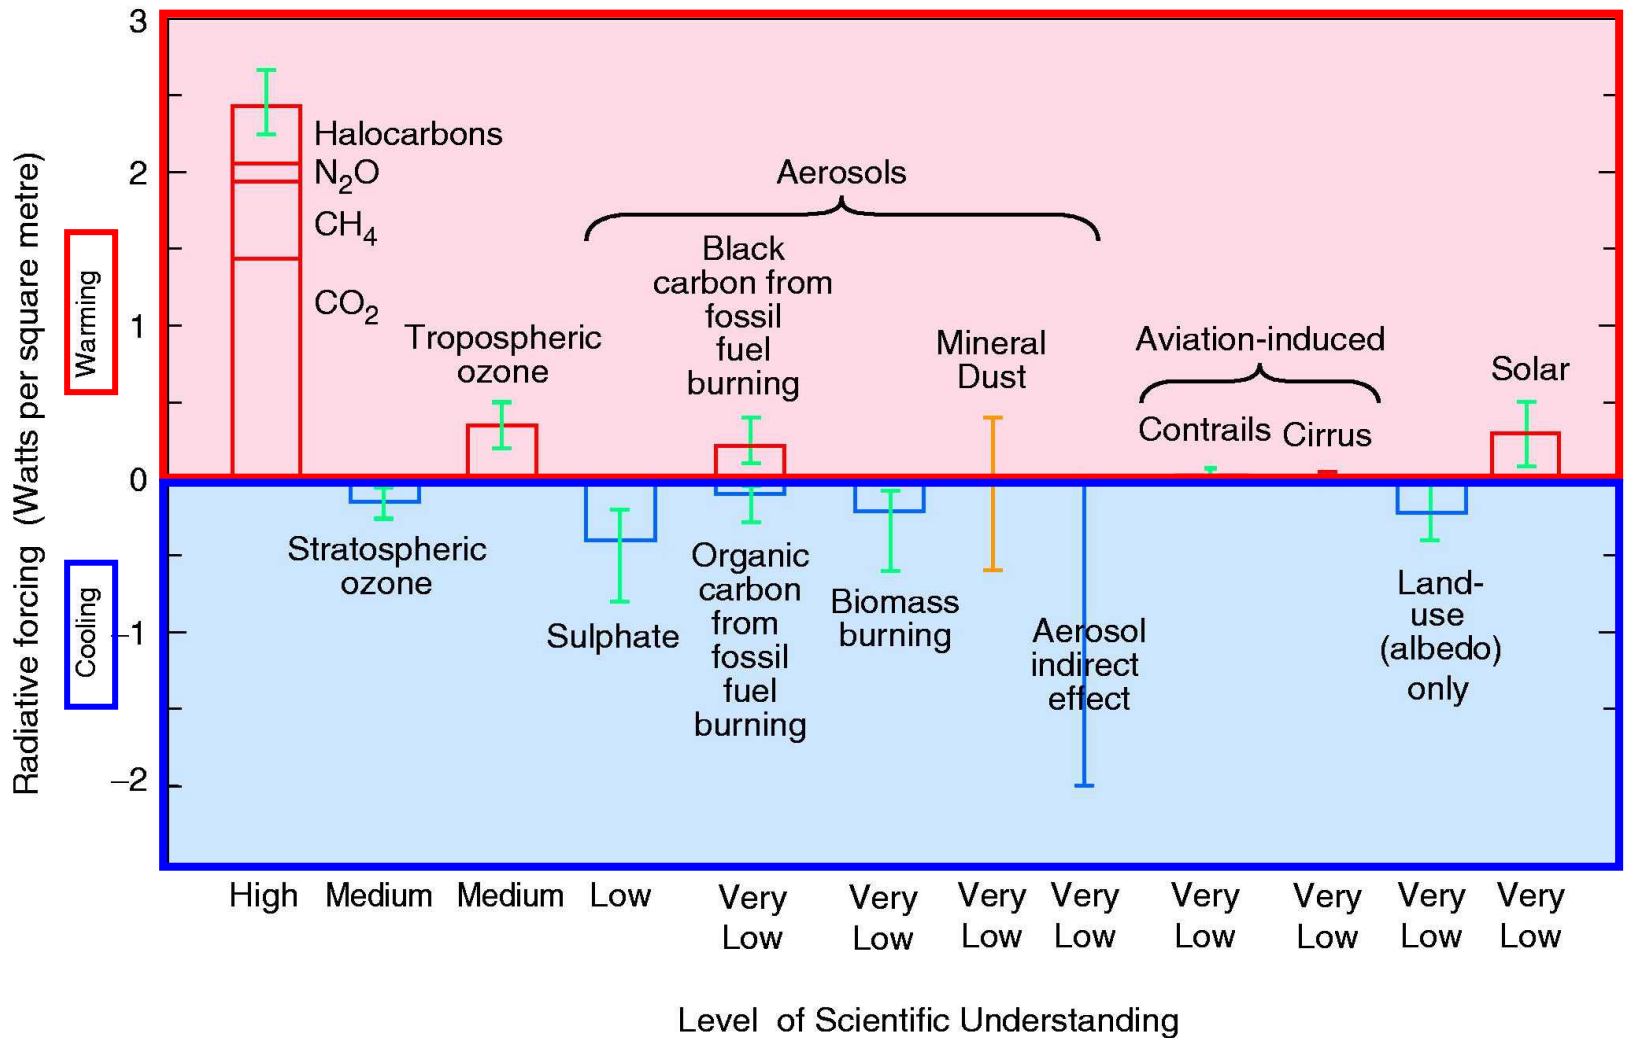 3
2
1
0
–1
–2
Radiative forcing (Watts per square metre)
Warming
Cooling
Halocarbons
N₂O
CH₄
CO₂
Tropospheric
ozone
Stratospheric
ozone
Aerosols
Sulphate
Black
carbon from
fossil
fuel
burning
Organic
carbon
from
fossil
fuel
burning
Biomass
burning
Mineral
Dust
Aerosol
indirect
effect
Aviation-induced
Contrails
Cirrus
Land-
use
(albedo)
only
Solar
High
Medium
Medium
Low
Very
Low
Very
Low
Very
Low
Very
Low
Very
Low
Very
Low
Very
Low
Very
Low
Level of Scientific Understanding